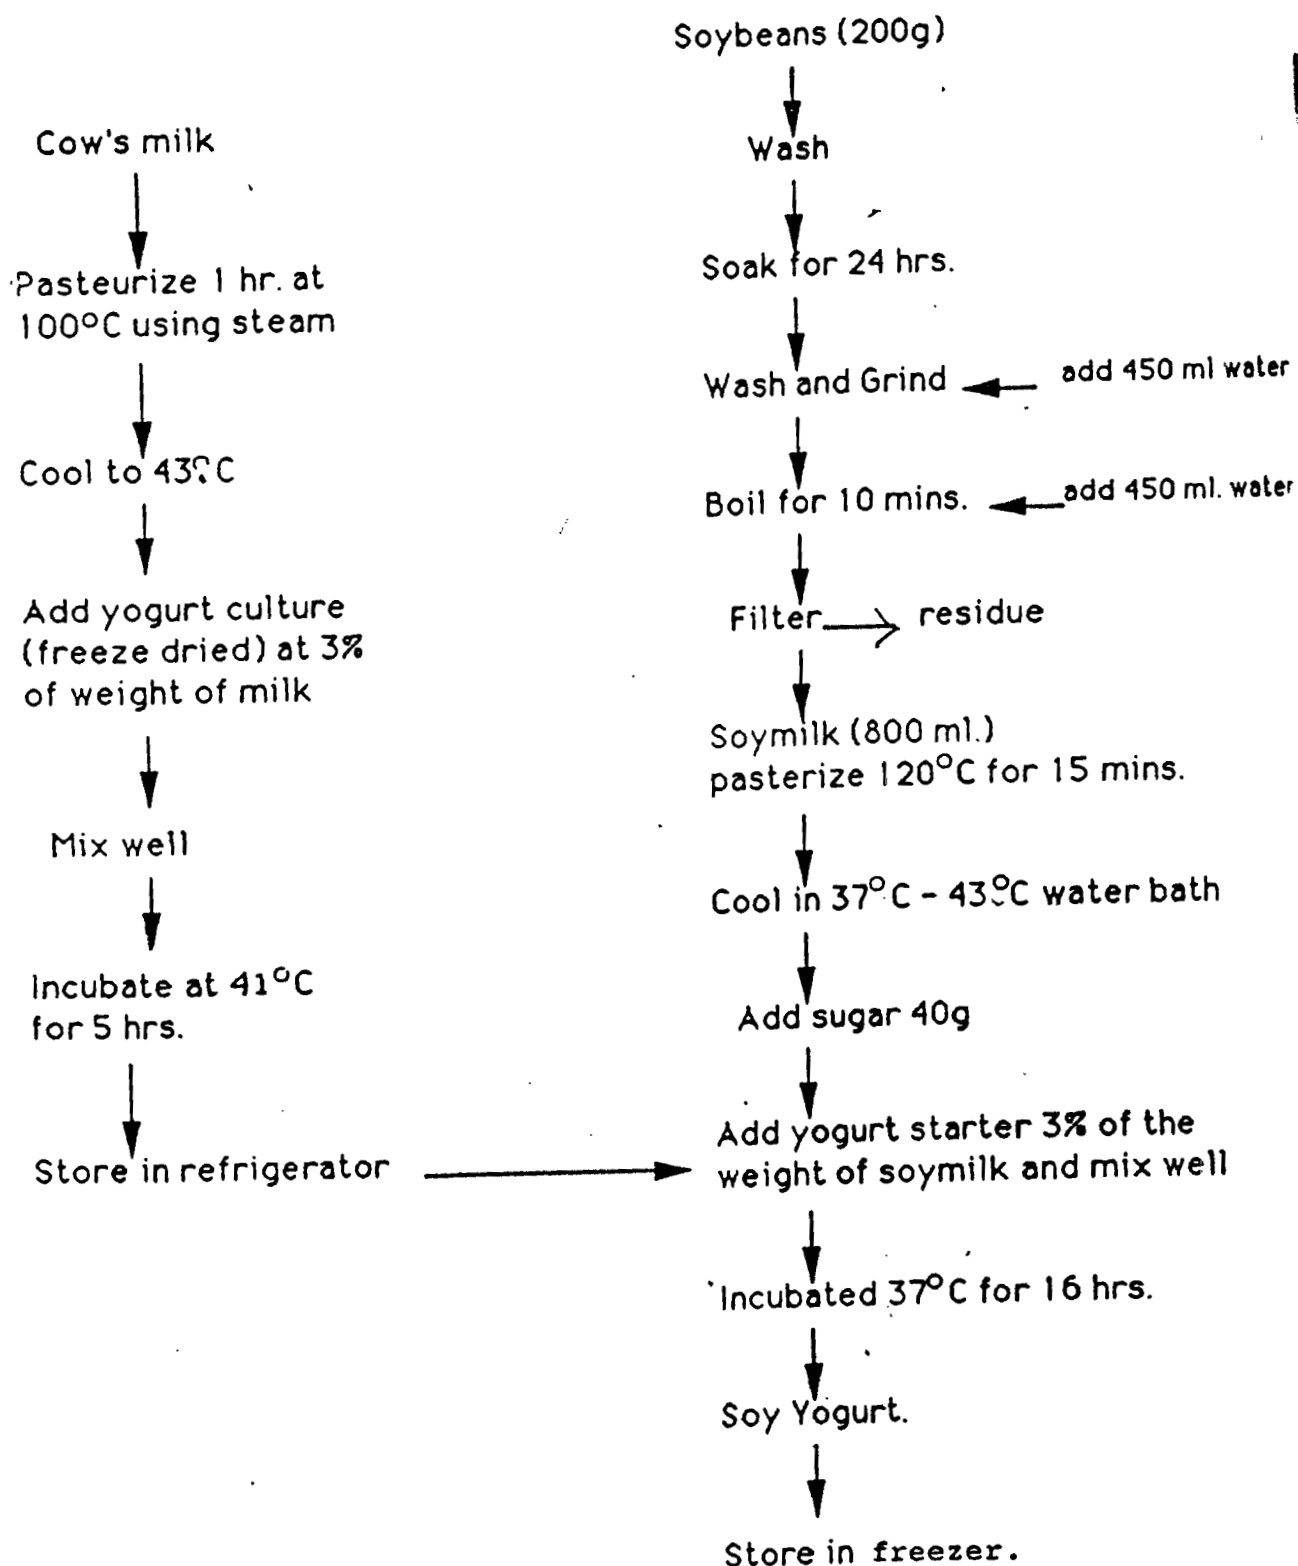 Cow's milk
Pasteurize 1 hr. at
100°C using steam
Cool to 43°C
Add yogurt culture
(freeze dried) at 3%
of weight of milk
Mix well
Incubate at 41°C
for 5 hrs.
Store in refrigerator
Soybeans (200g)
Wash
Soak for 24 hrs.
Wash and Grind
add 450 ml water
Boil for 10 mins.
add 450 ml. water
Filter
residue
Soymilk (800 ml.)
pasterize 120°C for 15 mins.
Cool in 37°C - 43°C water bath
Add sugar 40g
Add yogurt starter 3% of the
weight of soymilk and mix well
Incubated 37°C for 16 hrs.
Soy Yogurt.
Store in freezer.